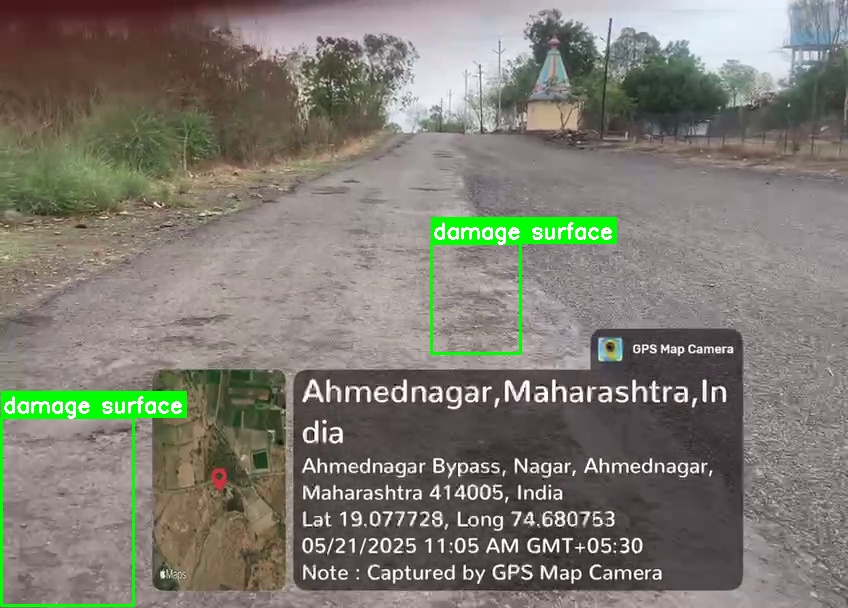 damage surface
GPS Map Camera
damage surface
Ahmednagar,Maharashtra,In
dia
Ahmednagar Bypass, Nagar, Ahmednagar,
Maharashtra 414005, India
Lat 19.077728, Long 74.680753
05/21/2025 11:05 AM GMT+05:30
Note : Captured by GPS Map Camera
Maps